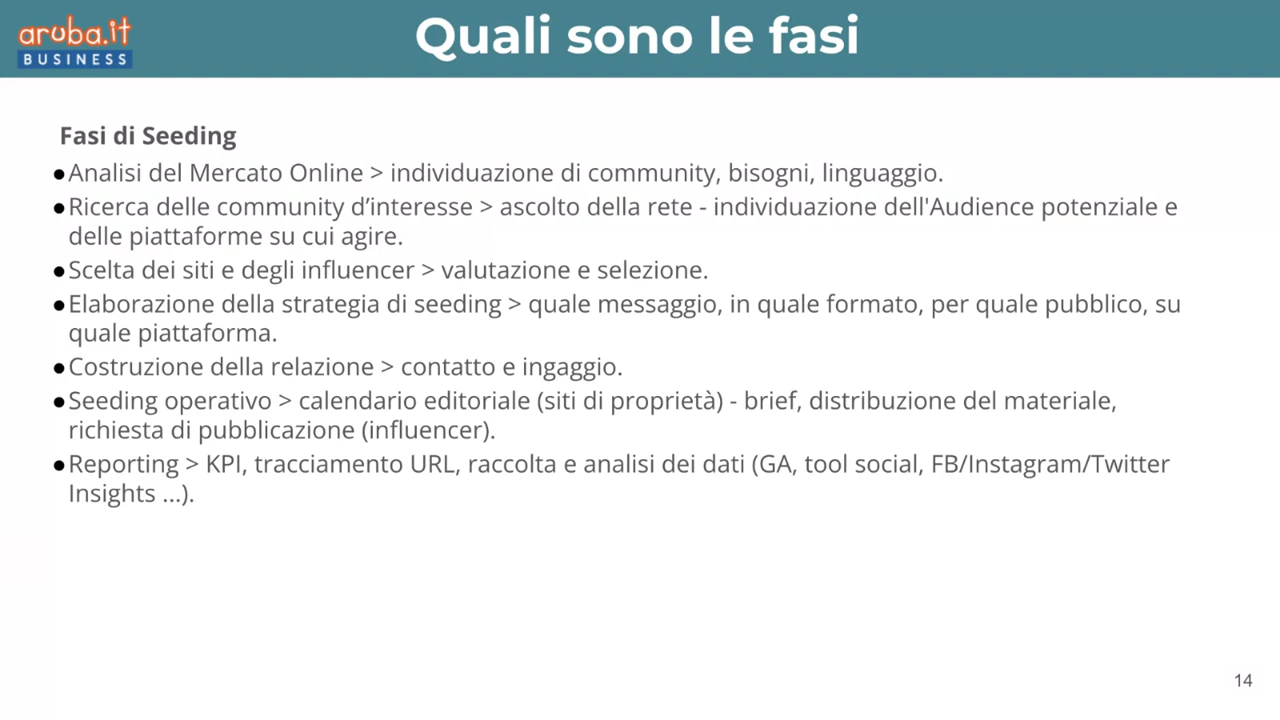 aruba.it
BUSINESS
Quali sono le fasi
Fasi di Seeding
●Analisi del Mercato Online > individuazione di community, bisogni, linguaggio.
●Ricerca delle community d’interesse > ascolto della rete - individuazione dell'Audience potenziale e
delle piattaforme su cui agire.
●Scelta dei siti e degli influencer > valutazione e selezione.
●Elaborazione della strategia di seeding > quale messaggio, in quale formato, per quale pubblico, su
quale piattaforma.
●Costruzione della relazione > contatto e ingaggio.
●Seeding operativo > calendario editoriale (siti di proprietà) - brief, distribuzione del materiale,
richiesta di pubblicazione (influencer).
●Reporting > KPI, tracciamento URL, raccolta e analisi dei dati (GA, tool social, FB/Instagram/Twitter
Insights ...).
14